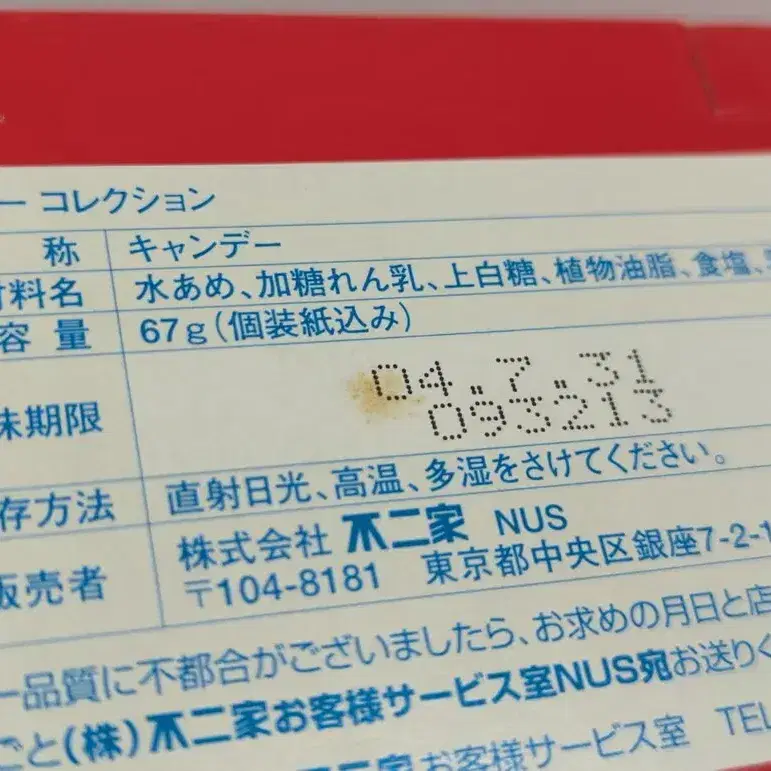 ー コレクション
称 キャンデー
材料名 水あめ、加糖れん乳、上白糖、植物油脂、食塩、
容量 67g(個装紙込み)
味期限 04.7.31
093213
存方法 直射日光、高温、多湿をさけてください。
販売者 株式会社 不二家 NUS
〒104-8181 東京都中央区銀座7-2-1
一品質に不都合がございましたら、お求めの月日と店
ごと(株)不二家お客様サービス室NUS宛お送りく
不二家お客様サービス室 TEL